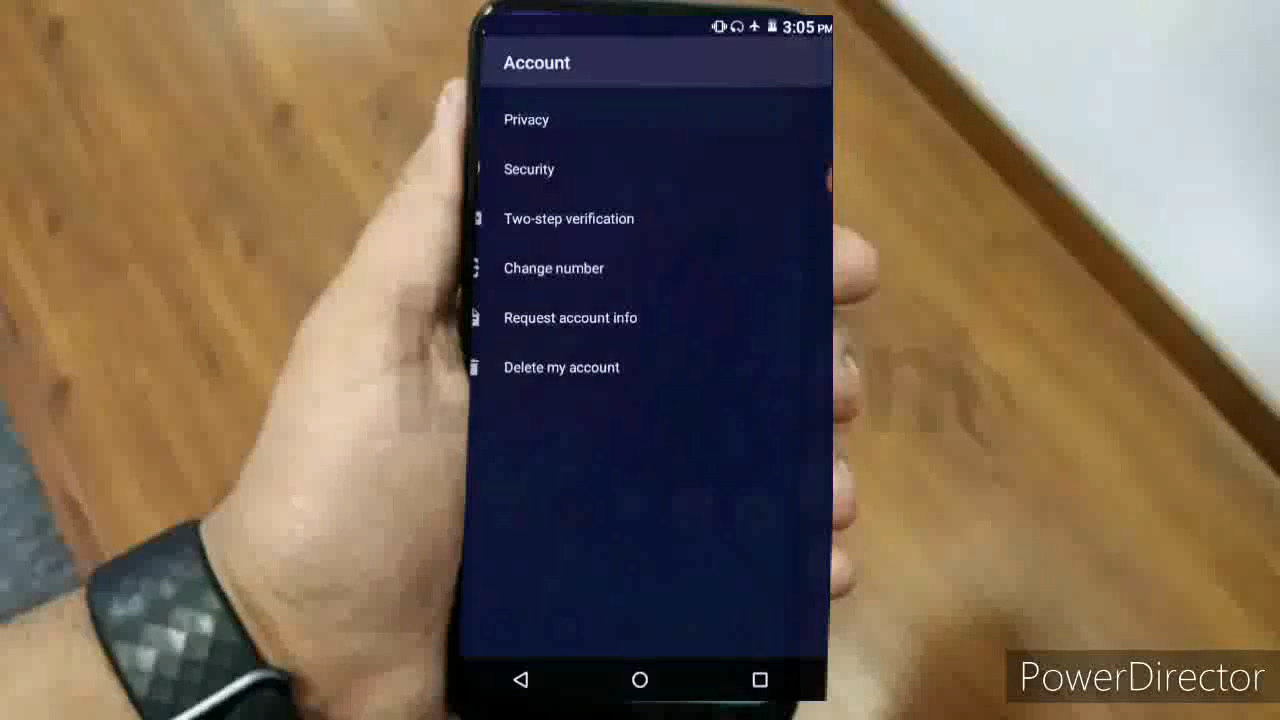 3:05 PM
Account
Privacy
Security
Two-step verification
Change number
Request account info
Delete my account
PowerDirector